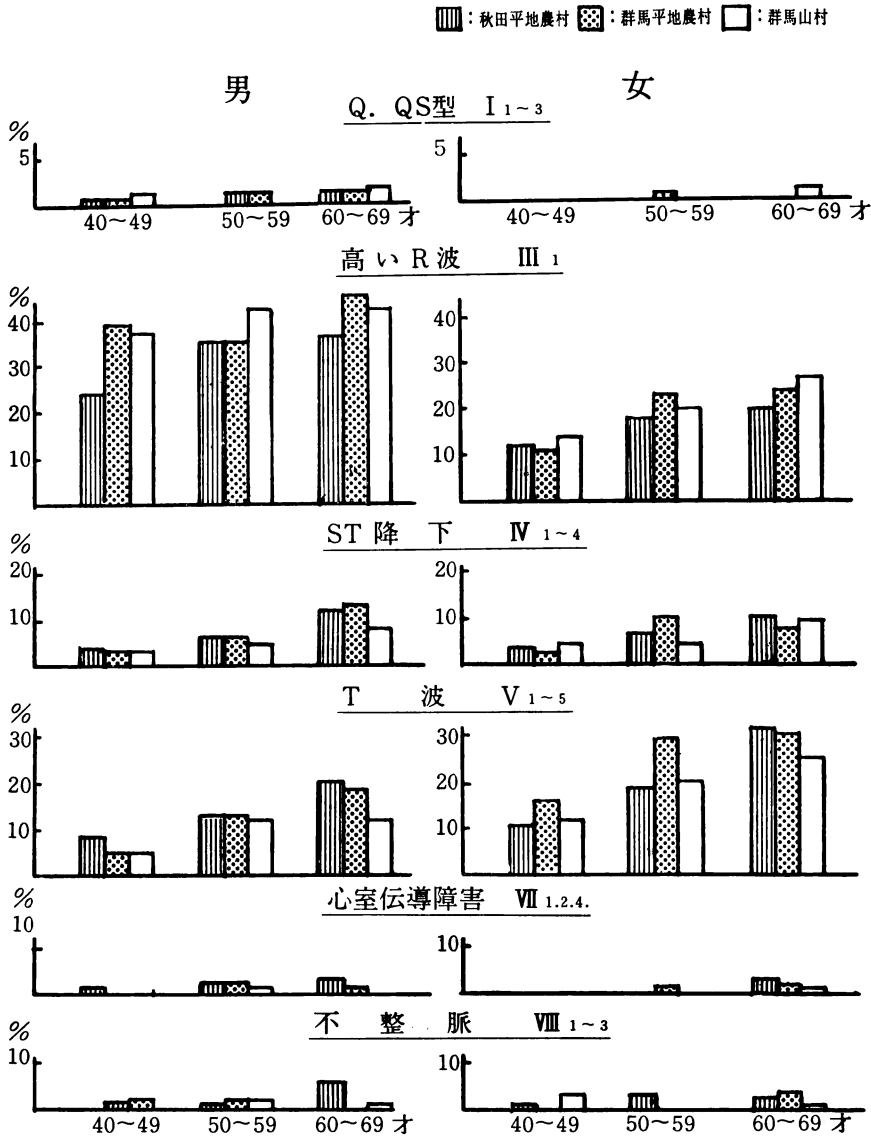 ：秋田平地農村 ：群馬平地農村 ：群馬山村
男 女
Q．QS型 I 1~3
% 5 5
40~49 50~59 60~69 才 40~49 50~59 60~69 才
高いR波 III 1
% 40 30 20 10 40 30 20 10
ST降下 IV 1~4
% 20 10 20 10
T波 V 1~5
% 30 20 10 30 20 10
心室伝導障害 VII 1.2.4.
% 10 10
不整脈 VIII 1~3
% 10 10
40~49 50~59 60~69 才 40~49 50~59 60~69 才